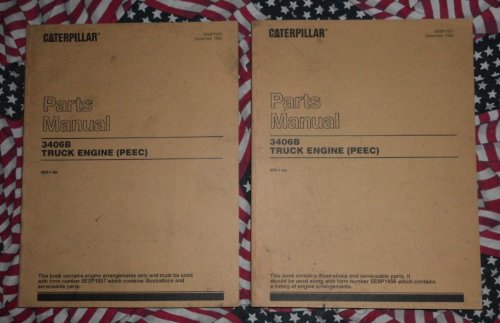 CATERPILLAR®
Parts
Manual
3406B
TRUCK ENGINE (PEEC)
This book contains engine arrangements only and must be used
with form number SEBP1557 which contains illustrations and
serviceable parts.
CATERPILLAR®
Parts
Manual
3406B
TRUCK ENGINE (PEEC)
This book contains illustrations and serviceable parts. It
should be used along with form number SEBP1556 which contains
a listing of engine arrangements.